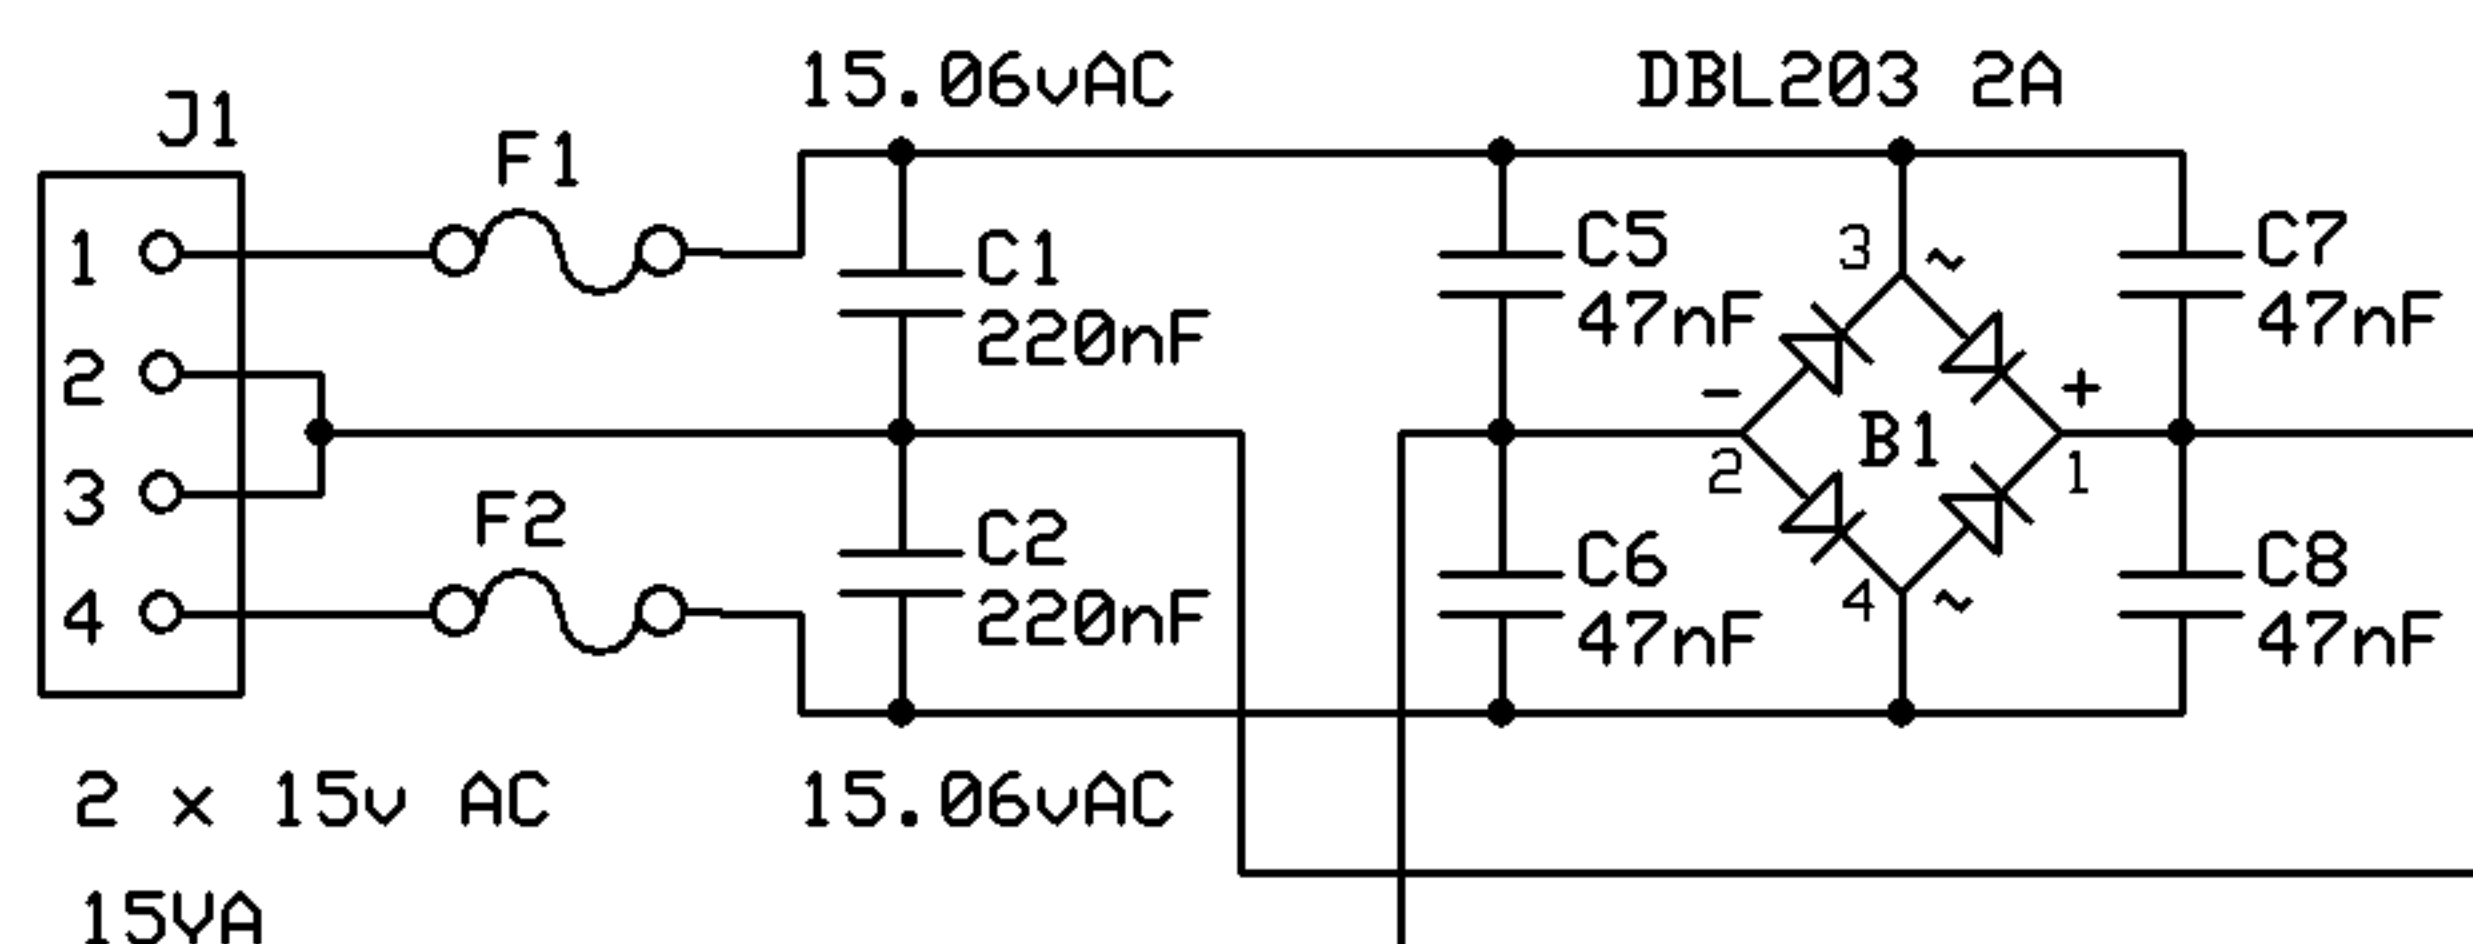 15.06vAC
DBL203 2A
J1
F1
1
2
3
4
F2
C1
220nF
C2
220nF
C5
47nF
C6
47nF
3
~
-
+
B1
2
1
4
~
C7
47nF
C8
47nF
2 x 15v AC
15.06vAC
15VA